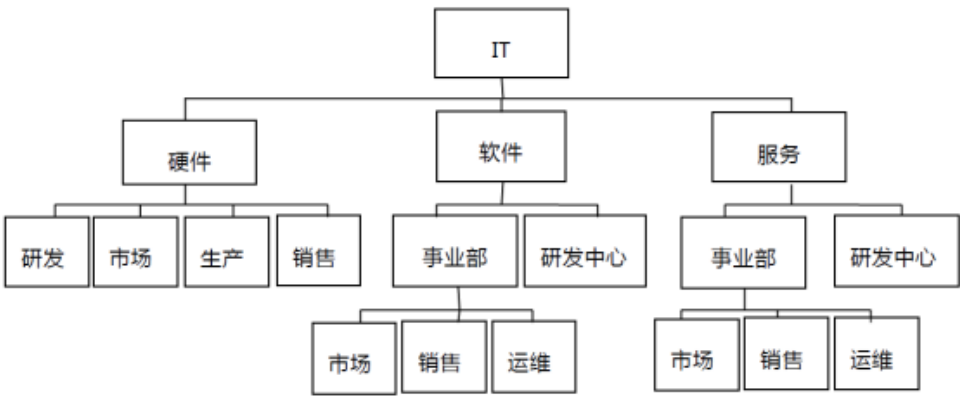 IT
硬件
软件
服务
研发
市场
生产
销售
事业部
研发中心
事业部
研发中心
市场
销售
运维
市场
销售
运维